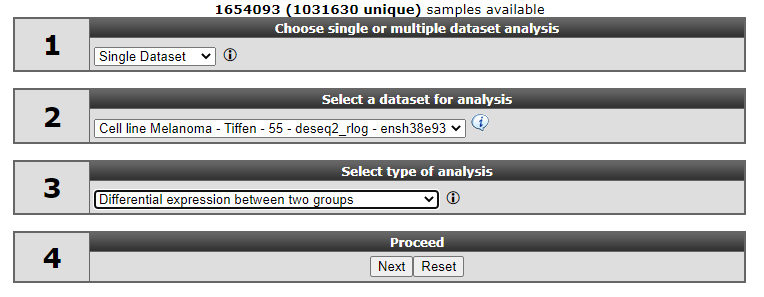 1654093 (1031630 unique) samples available
1
Choose single or multiple dataset analysis
Single Dataset
2
Select a dataset for analysis
Cell line Melanoma - Tiffen - 55 - deseq2_rlog - ensh38e93
3
Select type of analysis
Differential expression between two groups
4
Proceed
Next Reset